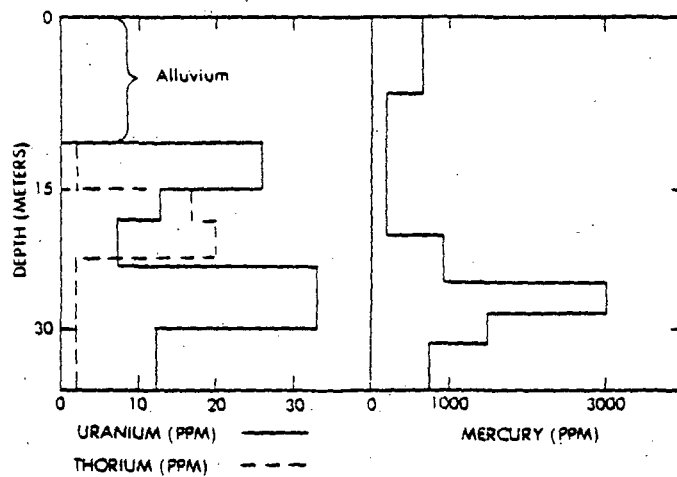 0
Alluvium
15
30
DEPTH (METERS)
0 10 20 30
0 1000 3000
URANIUM (PPM)
THORIUM (PPM)
MERCURY (PPM)